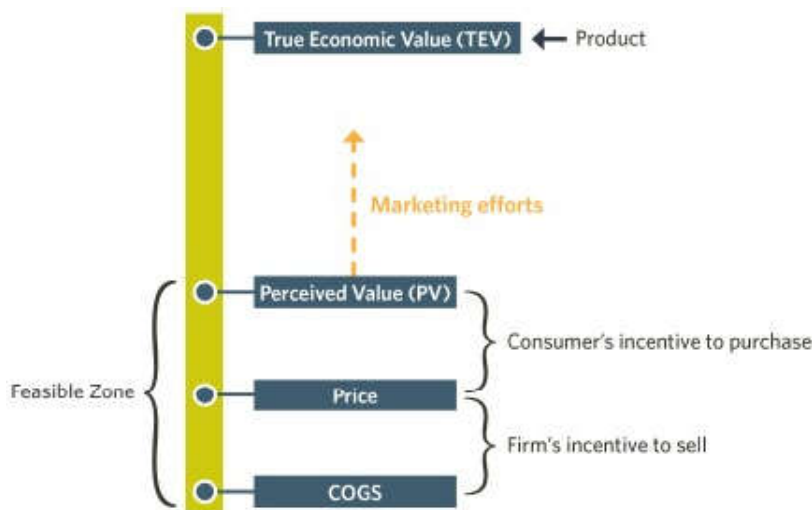 True Economic Value (TEV)
Product
Marketing efforts
Perceived Value (PV)
Consumer's incentive to purchase
Feasible Zone
Price
Firm's incentive to sell
COGS